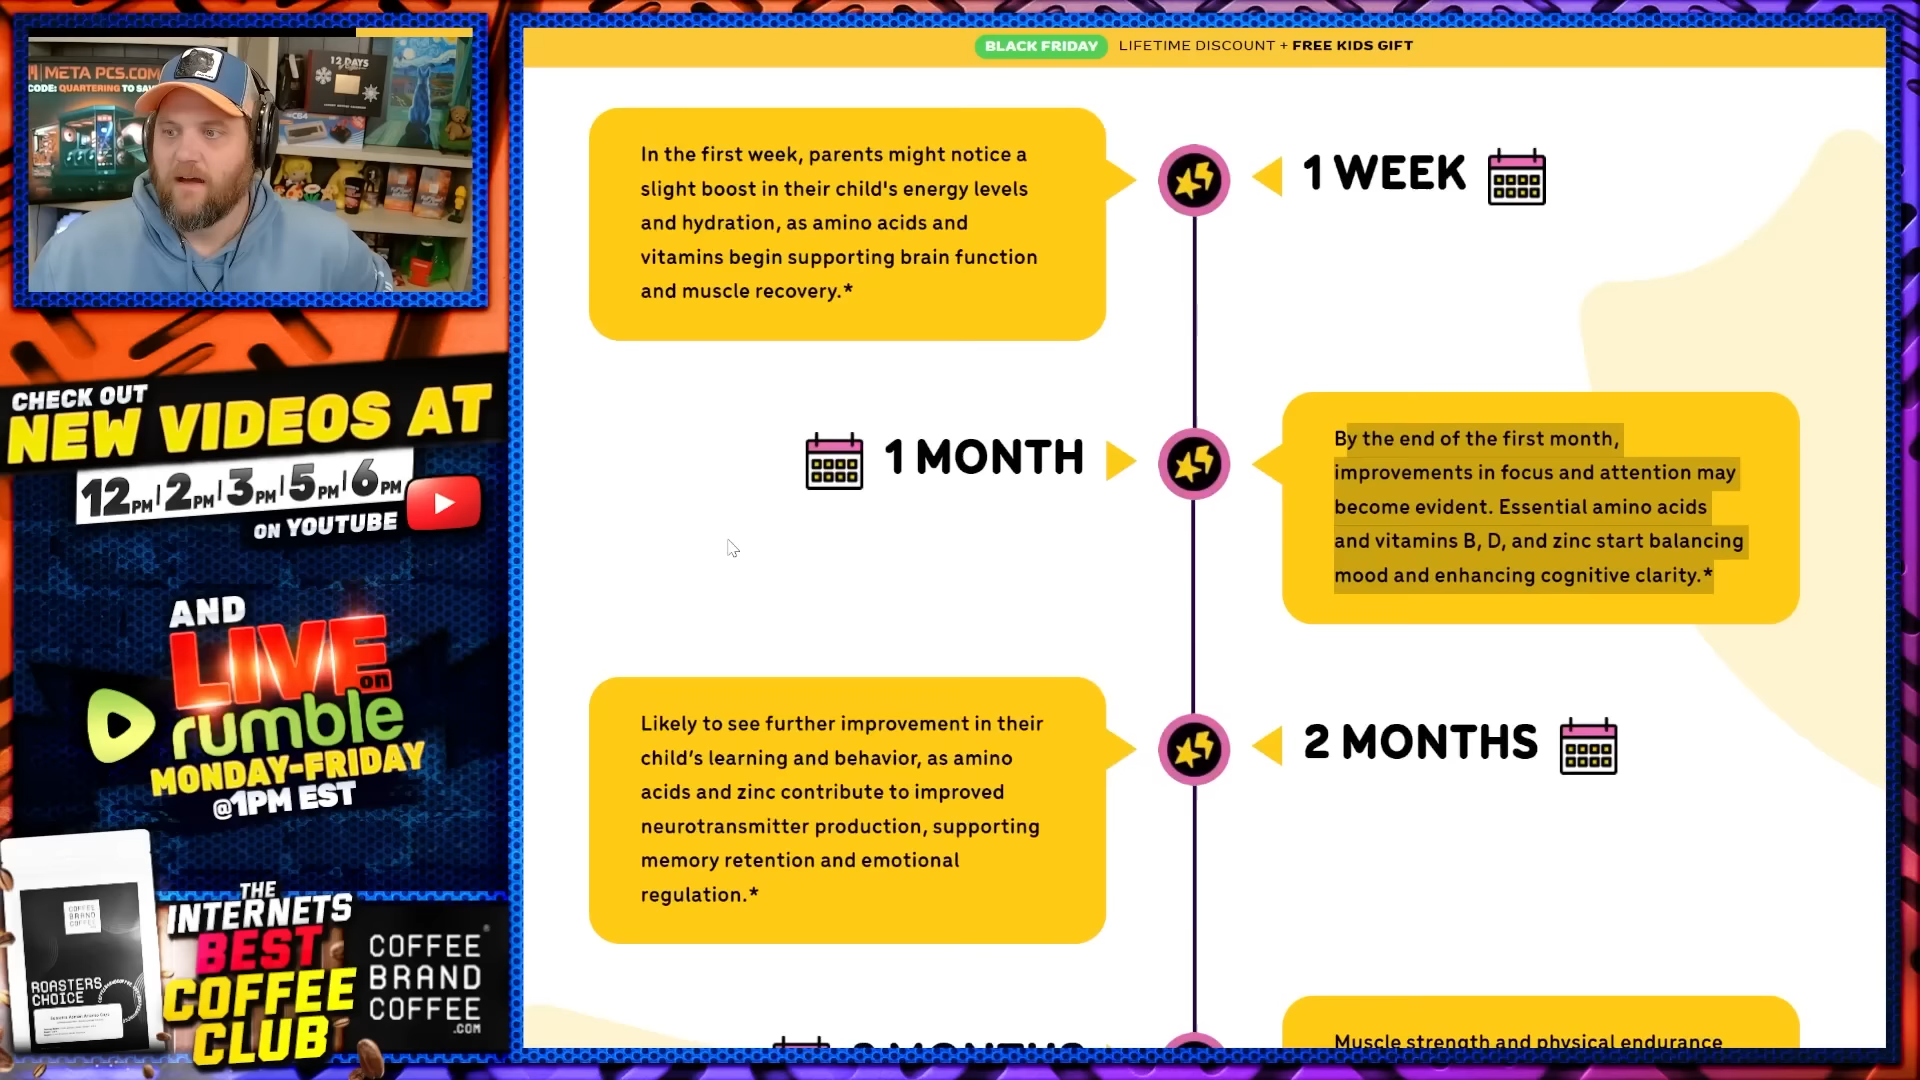 META PCS.COM
CODE: QUARTERING TO SAV
12 DAYS
CHECK OUT
NEW VIDEOS AT
12PM | 2PM | 3PM | 5PM | 6PM
ON YOUTUBE
AND
LIVE
on
rumble
MONDAY-FRIDAY
@1PM EST
COFFEE
BRAND
COFFEE
ROASTERS
CHOICE
THE
INTERNETS
BEST
COFFEE
CLUB
COFFEE
BRAND
COFFEE
.COM
BLACK FRIDAY LIFETIME DISCOUNT + FREE KIDS GIFT
In the first week, parents might notice a
slight boost in their child's energy levels
and hydration, as amino acids and
vitamins begin supporting brain function
and muscle recovery.*
1 WEEK
1 MONTH
By the end of the first month,
improvements in focus and attention may
become evident. Essential amino acids
and vitamins B, D, and zinc start balancing
mood and enhancing cognitive clarity.*
Likely to see further improvement in their
child’s learning and behavior, as amino
acids and zinc contribute to improved
neurotransmitter production, supporting
memory retention and emotional
regulation.*
2 MONTHS
Muscle strength and physical endurance